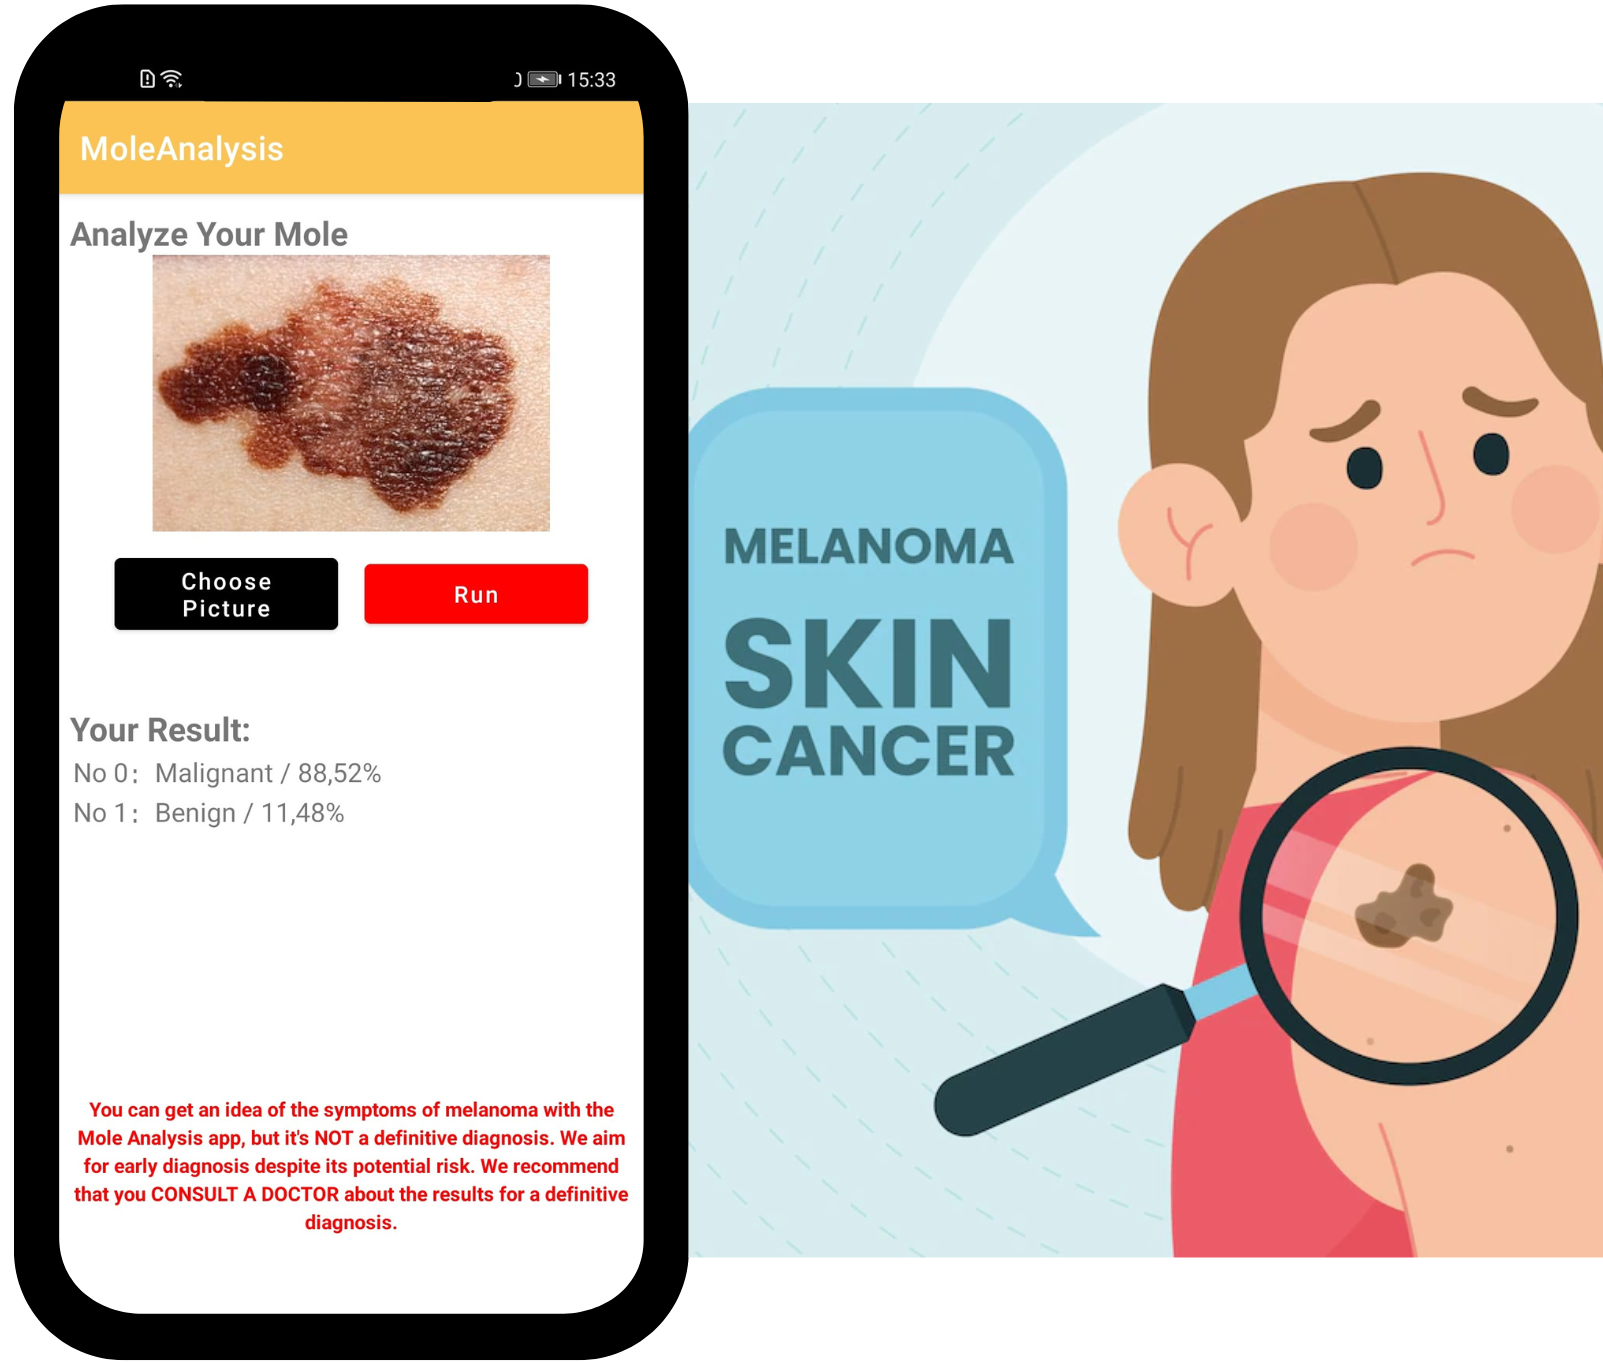 15:33
MoleAnalysis
Analyze Your Mole
Choose
Picture
Run
Your Result:
No 0: Malignant / 88,52%
No 1: Benign / 11,48%
You can get an idea of the symptoms of melanoma with the
Mole Analysis app, but it's NOT a definitive diagnosis. We aim
for early diagnosis despite its potential risk. We recommend
that you CONSULT A DOCTOR about the results for a definitive
diagnosis.
MELANOMA
SKIN
CANCER